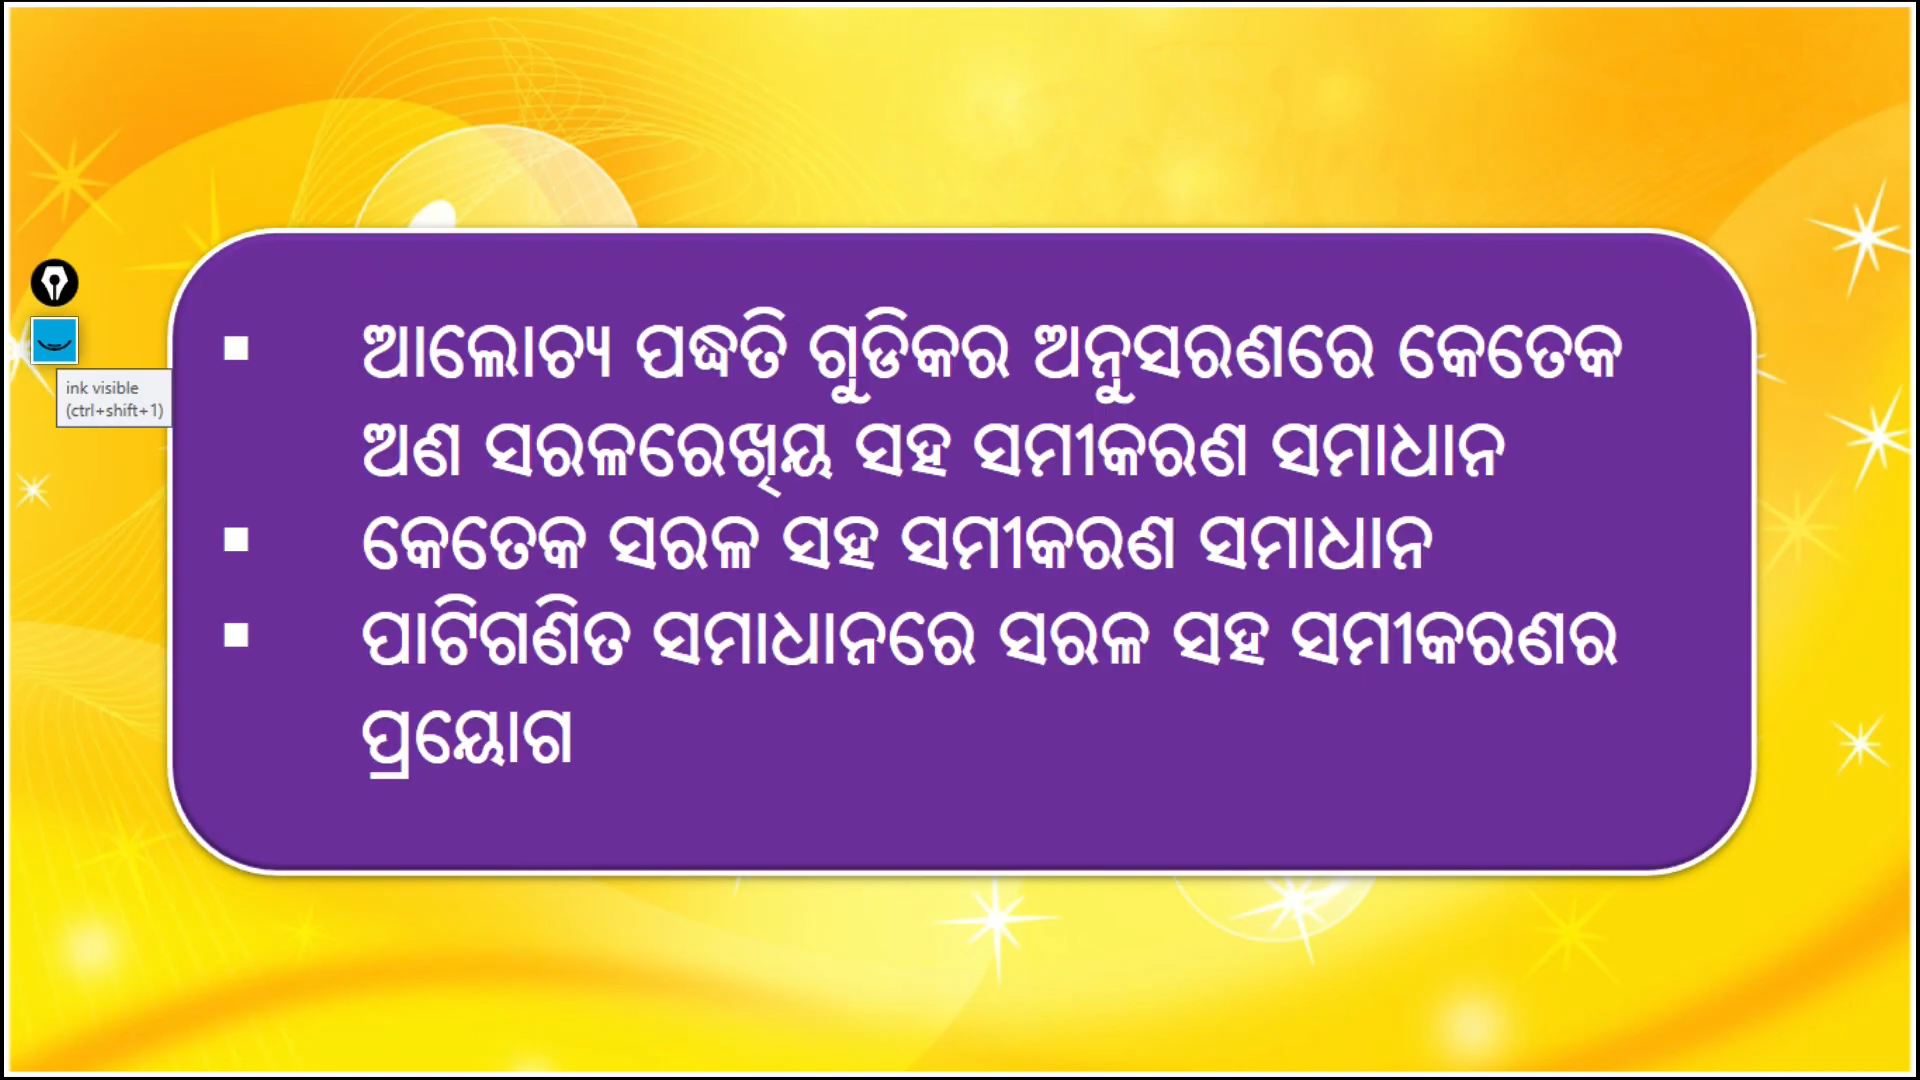 ▪ ଆଲୋଚ୍ୟ ପଦ୍ଧତି ଗୁଡିକର ଅନୁସରଣରେ କେତେକ
ଅଣ ସରଳରେଖିୟ ସହ ସମୀକରଣ ସମାଧାନ
▪ କେତେକ ସରଳ ସହ ସମୀକରଣ ସମାଧାନ
▪ ପାଟିଗଣିତ ସମାଧାନରେ ସରଳ ସହ ସମୀକରଣର
ପ୍ରୟୋଗ
ink visible
(ctrl+shift+1)